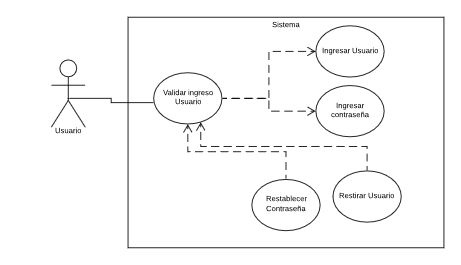 Sistema
Ingresar Usuario
Validar ingreso
Usuario
Ingresar
contraseña
Usuario
Restablecer
Contraseña
Restirar Usuario